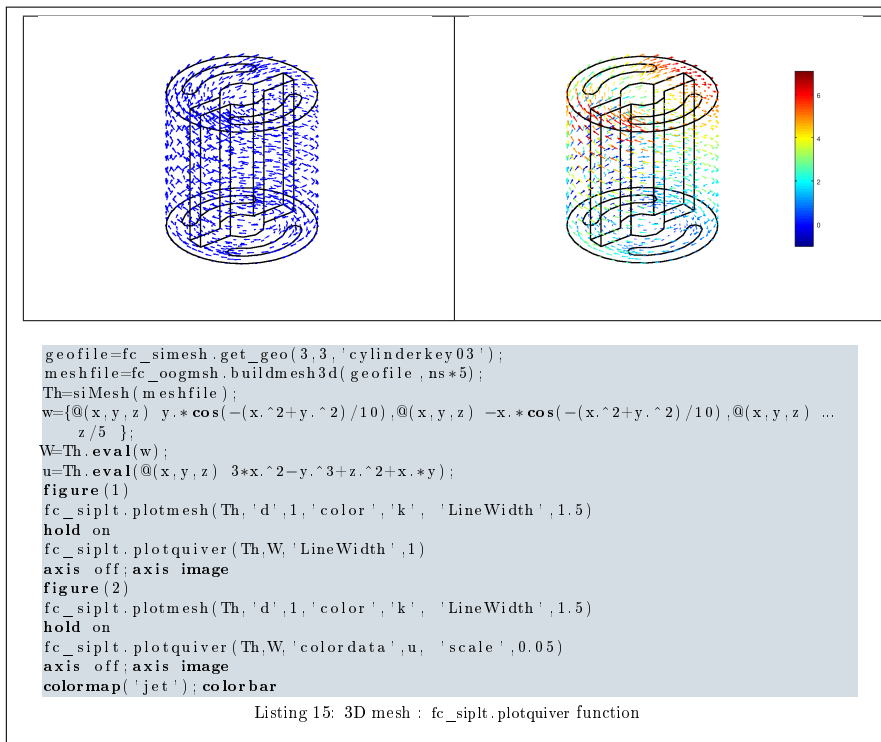 6
4
2
0
geofile=fc_simesh.get_geo(3,3,'cylinderkey03');
meshfile=fc_oogmsh.buildmesh3d(geofile,ns*5);
Th=siMesh(meshfile);
w={@(x,y,z) y.*cos(-(x.^2+y.^2)/10),@(x,y,z) -x.*cos(-(x.^2+y.^2)/10),@(x,y,z) ...
z/5 };
W=Th.eval(w);
u=Th.eval(@(x,y,z) 3*x.^2-y.^3+z.^2+x.*y);
figure(1)
fc_siplt.plotmesh(Th,'d',1,'color','k', 'LineWidth',1.5)
hold on
fc_siplt.plotquiver(Th,W,'LineWidth',1)
axis off;axis image
figure(2)
fc_siplt.plotmesh(Th,'d',1,'color','k', 'LineWidth',1.5)
hold on
fc_siplt.plotquiver(Th,W,'colordata',u, 'scale',0.05)
axis off;axis image
colormap('jet');colorbar
Listing 15: 3D mesh : fc_siplt.plotquiver function